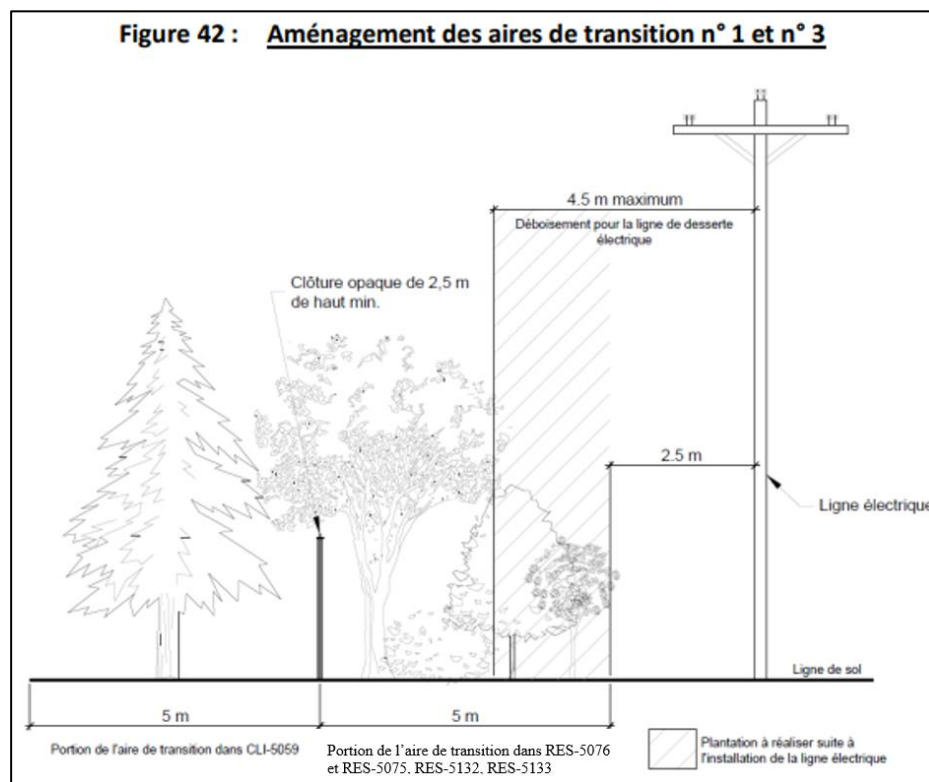 Figure 42 : Aménagement des aires de transition n° 1 et n° 3
4.5 m maximum
Déboisement pour la ligne de desserte
électrique
Clôture opaque de 2,5 m
de haut min.
2.5 m
Ligne électrique
Ligne de sol
5 m
5 m
Portion de l'aire de transition dans CLI-5059
Portion de l'aire de transition dans RES-5076
et RES-5075, RES-5132, RES-5133
Plantation à réaliser suite à
l'installation de la ligne électrique